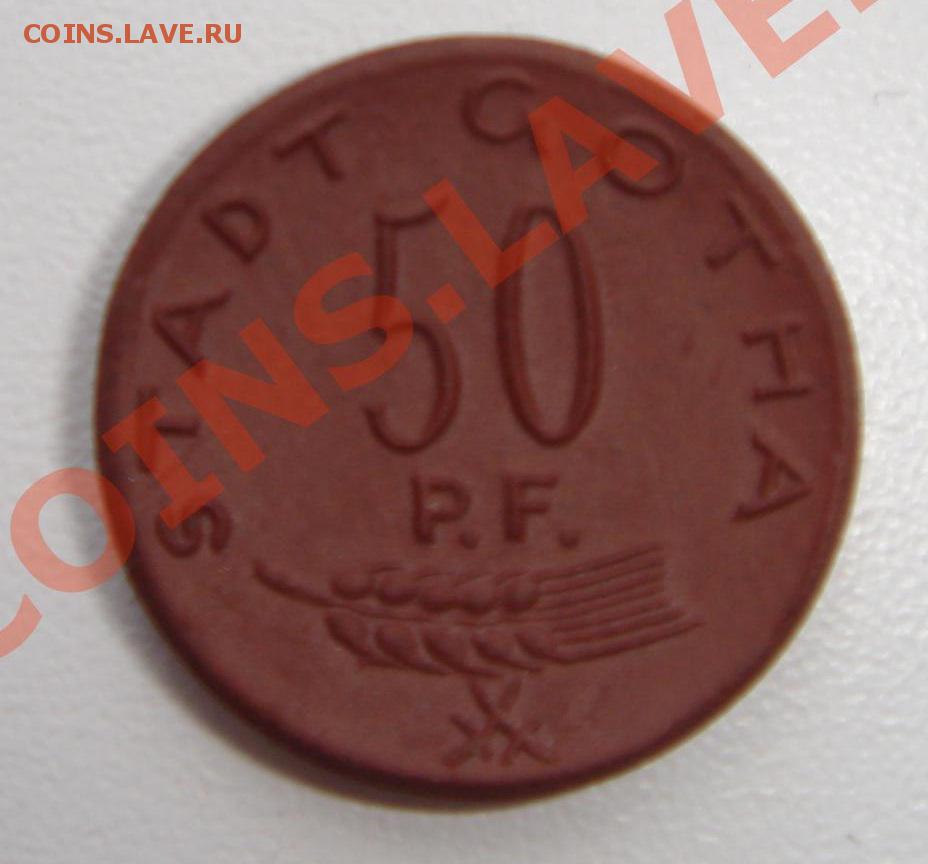 COINS.LAVE.RU
STADT GOTHA
50
P.F.
COINS.LAVE.